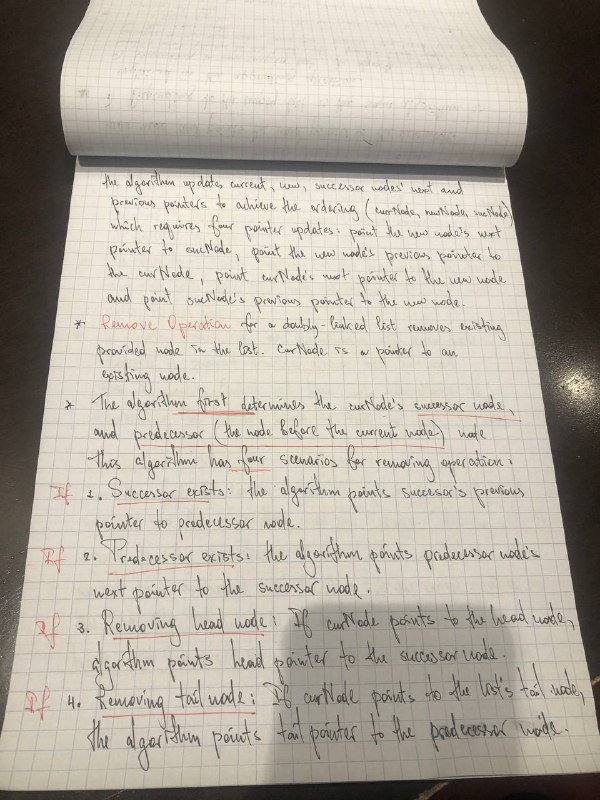 the algorithm updates current, new, successor nodes' next and
previous pointers to achieve the ordering (curNode, newNode, sucNode)
which requires four pointer updates: point the new node's next
pointer to sucNode, point the new node's previous pointer to
the curNode, point curNode's next pointer to the new node
and point sucNode's previous pointer to the new node.
* Remove Operation for a doubly-linked list removes existing
provided node in the list. curNode is a pointer to an
existing node.
* The algorithm first determines the curNode's successor node,
and predecessor (the node before the current node) node
This algorithm has four scenarios for removing operation:
If 1. Successor exists: the algorithm points succesor's previous
pointer to predecessor node.
If 2. Predecessor exists: the algorithm points predecessor node's
next pointer to the successor node.
If 3. Removing head node: If curNode points to the head node,
algorithm points head pointer to the successor node.
If 4. Removing tail node: If curNode points to the list's tail node,
the algorithm points tail pointer to the predecessor node.